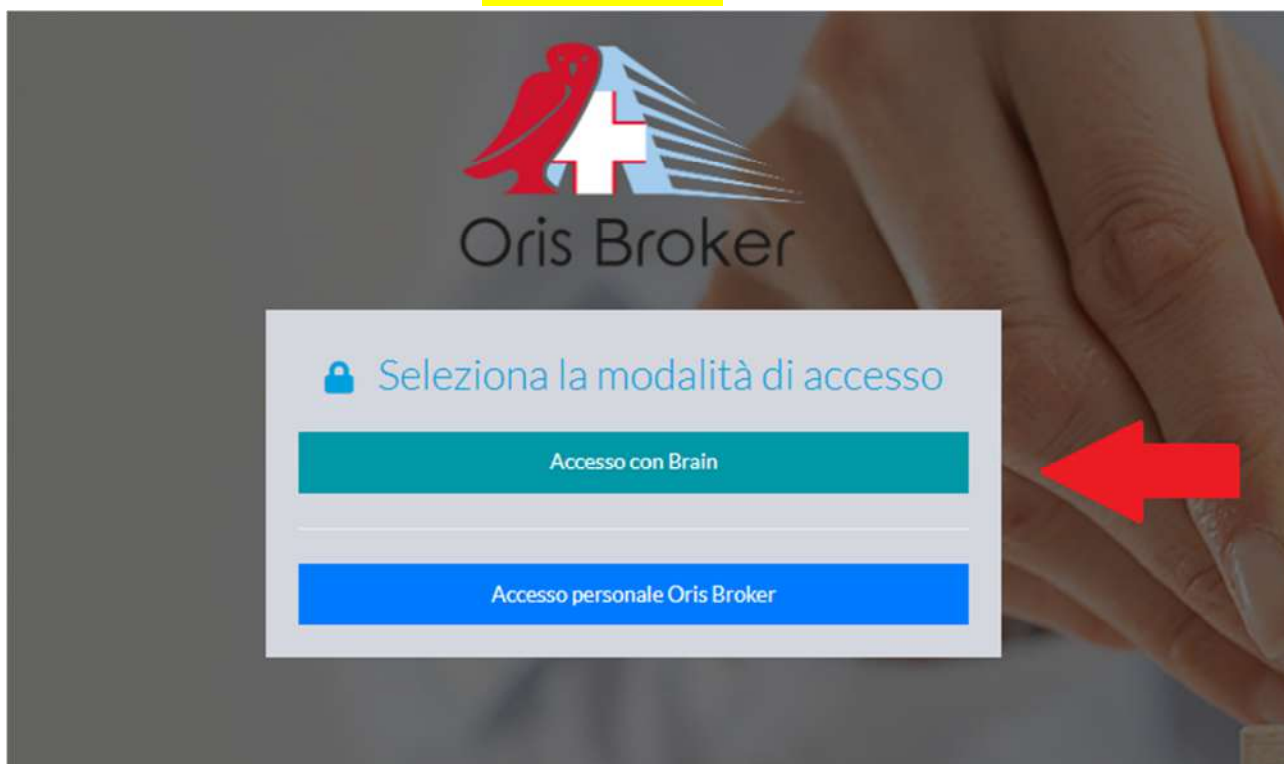 Oris Broker
Seleziona la modalità di accesso
Accesso con Brain
Accesso personale Oris Broker